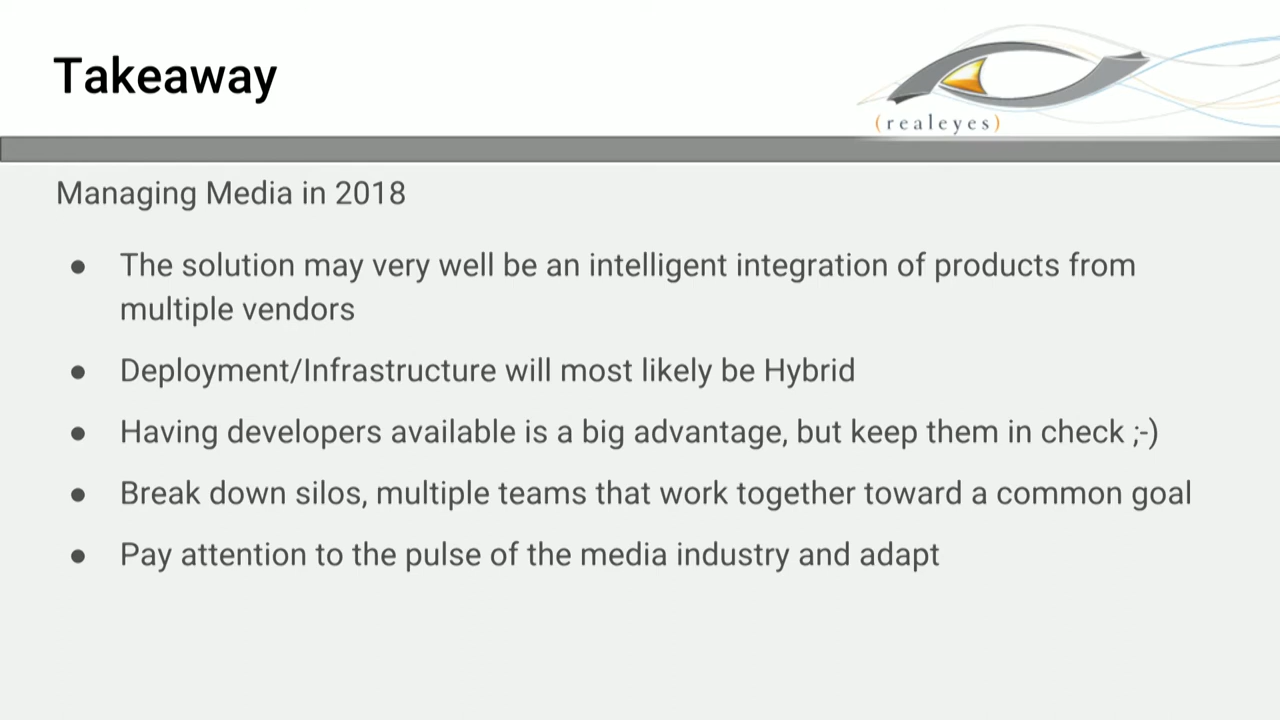 Takeaway
(realeyes)
Managing Media in 2018
● The solution may very well be an intelligent integration of products from
multiple vendors
● Deployment/Infrastructure will most likely be Hybrid
● Having developers available is a big advantage, but keep them in check ;-)
● Break down silos, multiple teams that work together toward a common goal
● Pay attention to the pulse of the media industry and adapt